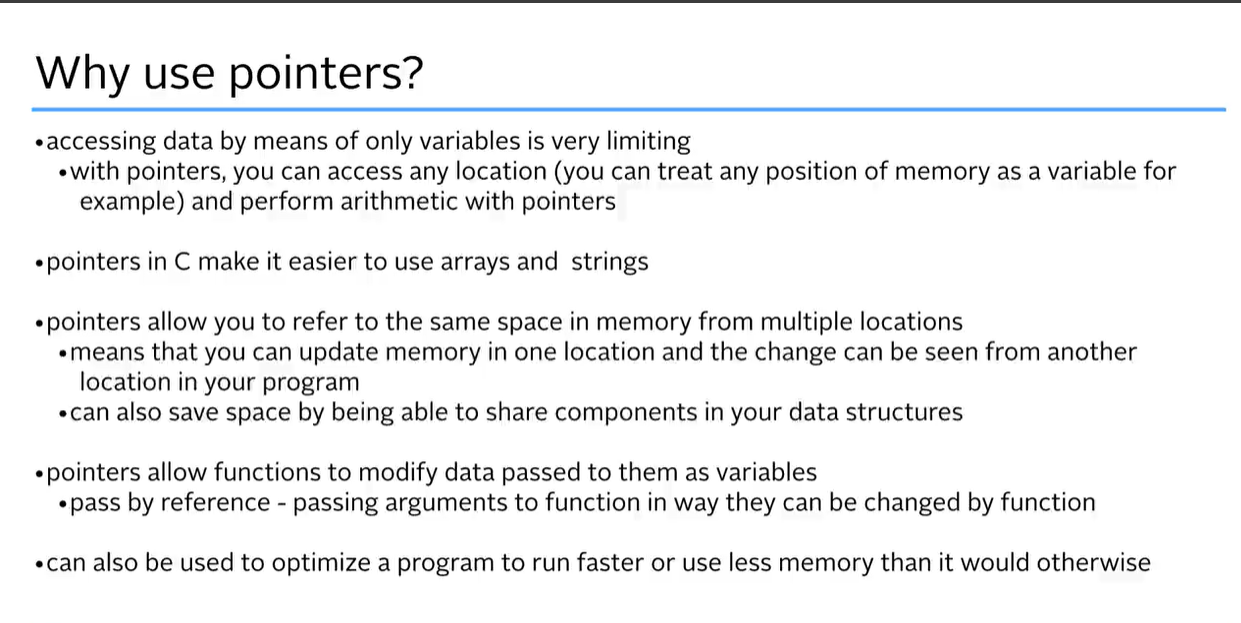 Why use pointers?
•accessing data by means of only variables is very limiting
•with pointers, you can access any location (you can treat any position of memory as a variable for
example) and perform arithmetic with pointers
•pointers in C make it easier to use arrays and  strings
•pointers allow you to refer to the same space in memory from multiple locations
•means that you can update memory in one location and the change can be seen from another
location in your program
•can also save space by being able to share components in your data structures
•pointers allow functions to modify data passed to them as variables
•pass by reference - passing arguments to function in way they can be changed by function
•can also be used to optimize a program to run faster or use less memory than it would otherwise